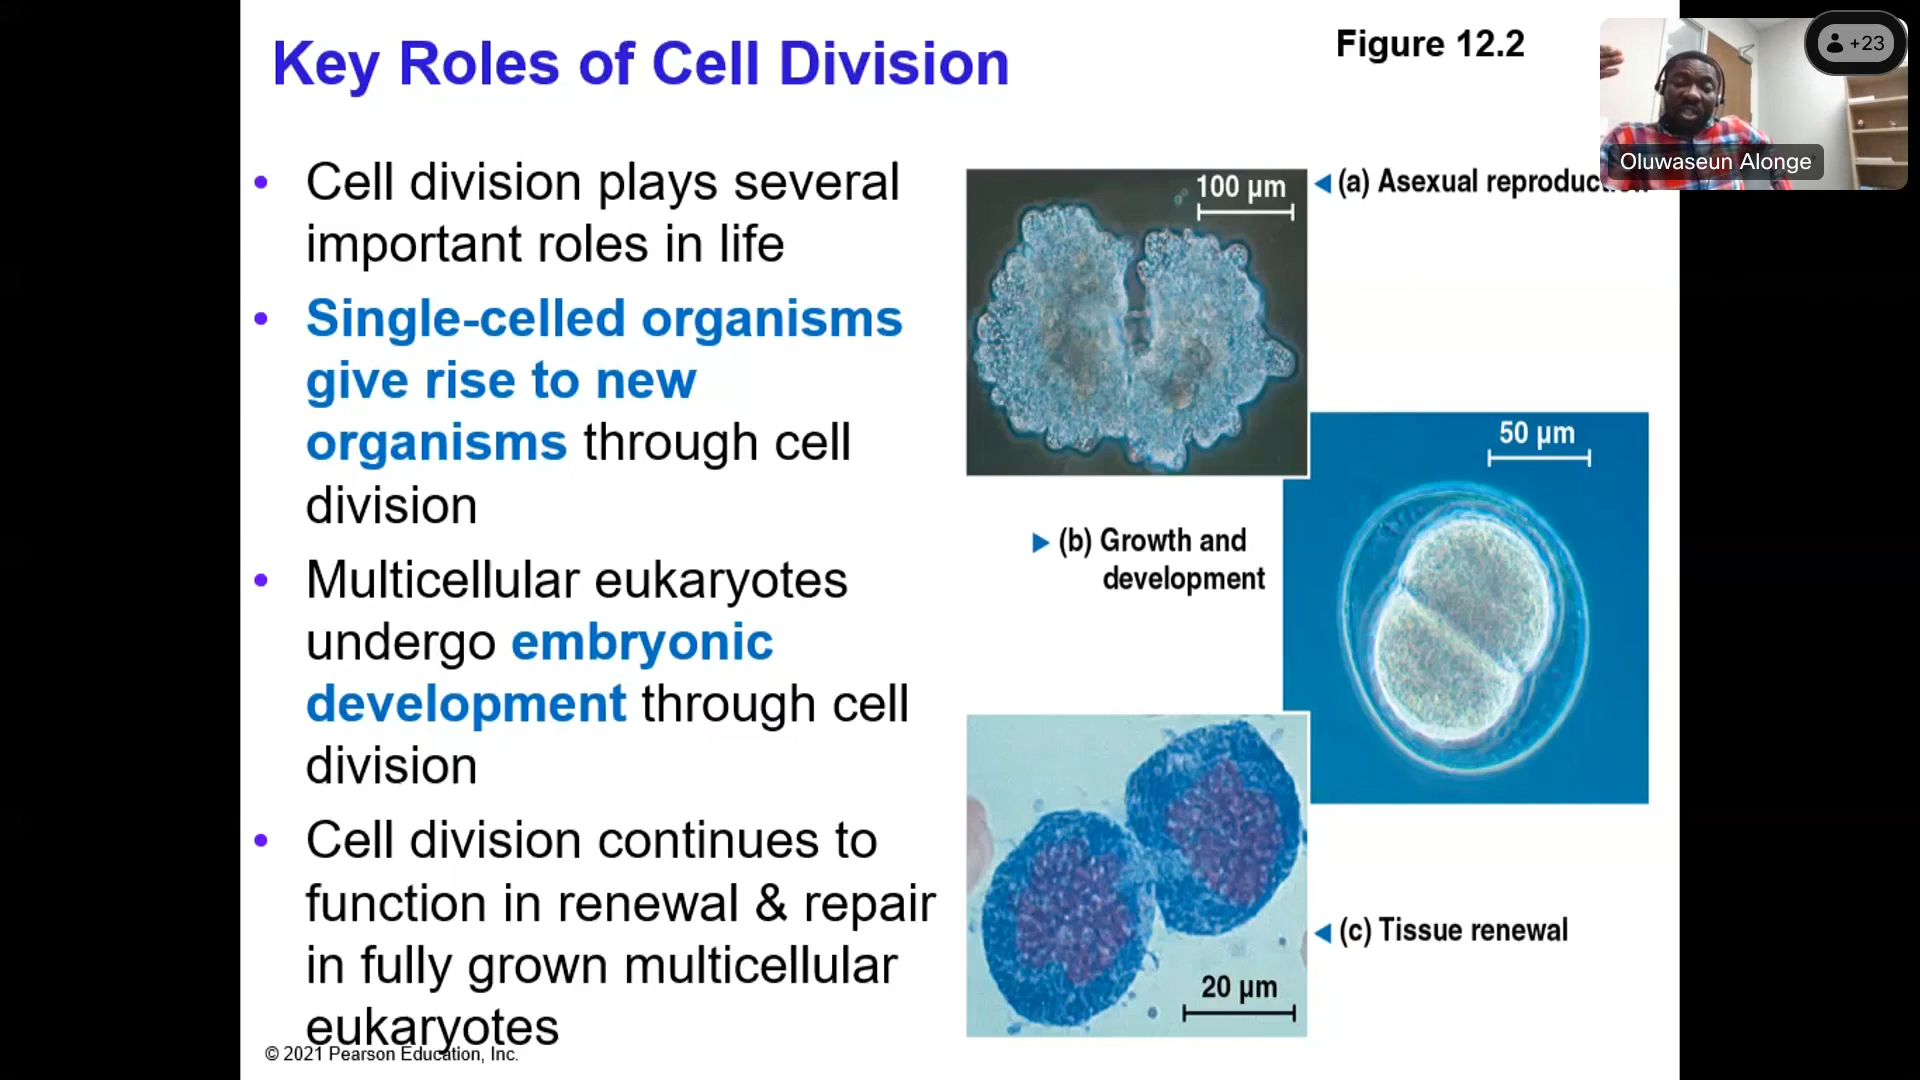 Key Roles of Cell Division
Figure 12.2
+23
Oluwaseun Alonge
• Cell division plays several
important roles in life
• Single-celled organisms
give rise to new
organisms through cell
division
• Multicellular eukaryotes
undergo embryonic
development through cell
division
• Cell division continues to
function in renewal & repair
in fully grown multicellular
eukaryotes
100 µm
(a) Asexual reproduction
50 µm
(b) Growth and
development
(c) Tissue renewal
20 µm
© 2021 Pearson Education, Inc.